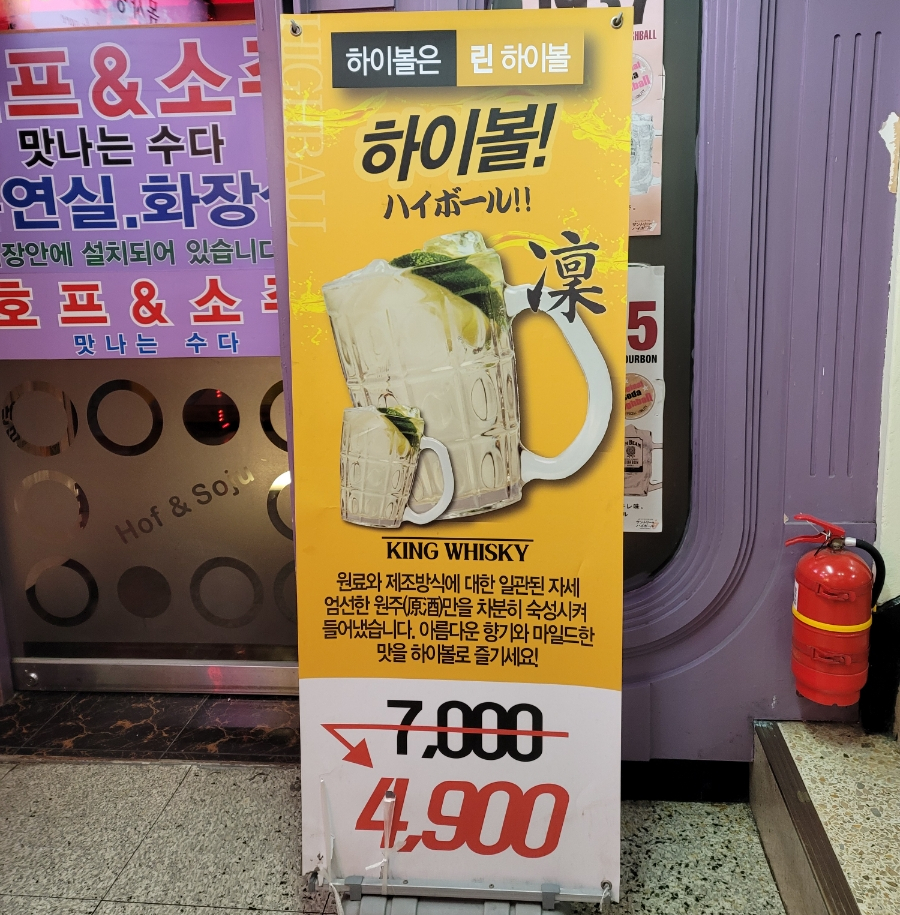 프&소
맛나는 수다
연실.화장
장안에 설치되어 있습니다
호프&소
맛나는 수다
Hof & Soju
HIGHBALL
하이볼은 린 하이볼
하이볼!
ハイボール!!
凛
KING WHISKY
원료와 제조방식에 대한 일관된 자세
엄선한 원주(原酒)만을 차분히 숙성시켜
들어냈습니다. 아름다운 향기와 마일드한
맛을 하이볼로 즐기세요!
7,000
4,900
GHBALL
5
OURBON